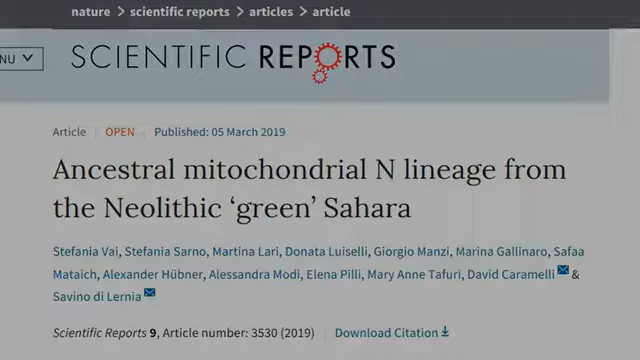 nature > scientific reports > articles > article
NU
SCIENTIFIC REPORTS
Article | OPEN | Published: 05 March 2019
Ancestral mitochondrial N lineage from
the Neolithic ‘green’ Sahara
Stefania Vai, Stefania Sarno, Martina Lari, Donata Luiselli, Giorgio Manzi, Marina Gallinaro, Safaa
Mataich, Alexander Hübner, Alessandra Modi, Elena Pilli, Mary Anne Tafuri, David Caramelli &
Savino di Lernia
Scientific Reports 9, Article number: 3530 (2019) | Download Citation